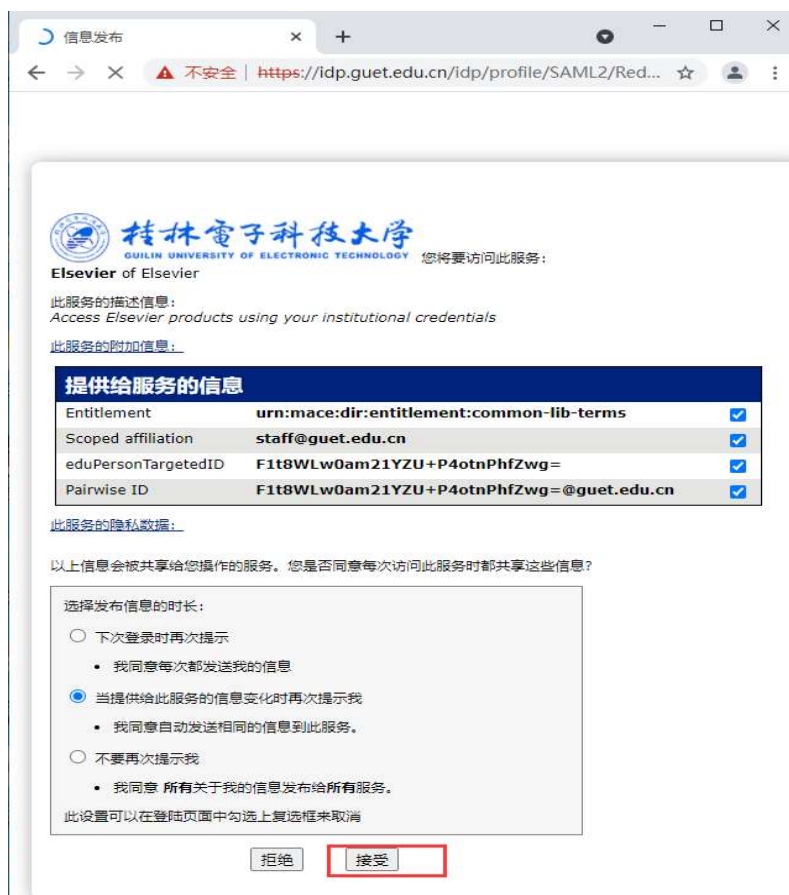 信息发布
不安全 | https://idp.guet.edu.cn/idp/profile/SAML2/Red...
桂林電子科技大学
GUILIN UNIVERSITY OF ELECTRONIC TECHNOLOGY
您将要访问此服务：
Elsevier of Elsevier
此服务的描述信息：
Access Elsevier products using your institutional credentials
此服务的附加信息：
提供给服务的信息
Entitlement urn:mace:dir:entitlement:common-lib-terms
Scoped affiliation staff@guet.edu.cn
eduPersonTargetedID F1t8WLw0am21YZU+P4otnPhfZwg=
Pairwise ID F1t8WLw0am21YZU+P4otnPhfZwg=@guet.edu.cn
此服务的隐私数据：
以上信息会被共享给您操作的服务。您是否同意每次访问此服务时都共享这些信息？
选择发布信息的时长：
下次登录时再次提示
• 我同意每次都发送我的信息
当提供给此服务的信息变化时再次提示我
• 我同意自动发送相同的信息到此服务。
不要再次提示我
• 我同意 所有关于我的信息发布给所有服务。
此设置可以在登陆页面中勾选上复选框来取消
拒绝 接受